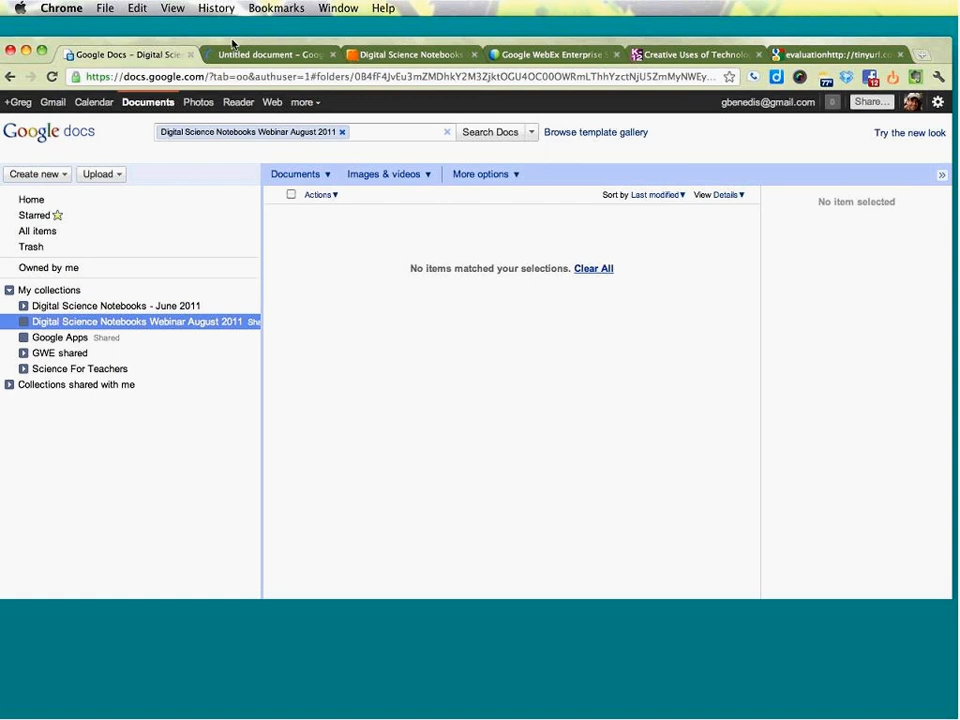 Chrome File Edit View History Bookmarks Window Help
Google Docs - Digital Scie Untitled document – Goog Digital Science Notebooks Google WebEx Enterprise S Creative Uses of Technolo evaluationhttp://tinyurl.c
https://docs.google.com/?tab=oo&authuser=1#folders/
+Greg Gmail Calendar Documents Photos Reader Web more gbenedis@gmail.com 0 Share...
Google docs Digital Science Notebooks Webinar August 2011 × × Search Docs Browse template gallery Try the new look
Create new Upload Documents Images & videos More options »
Actions Sort by Last modified View Details No item selected
Home
Starred
All items
Trash
Owned by me
No items matched your selections. Clear All
My collections
Digital Science Notebooks - June 2011
Digital Science Notebooks Webinar August 2011 Sha
Google Apps Shared
GWE shared
Science For Teachers
Collections shared with me